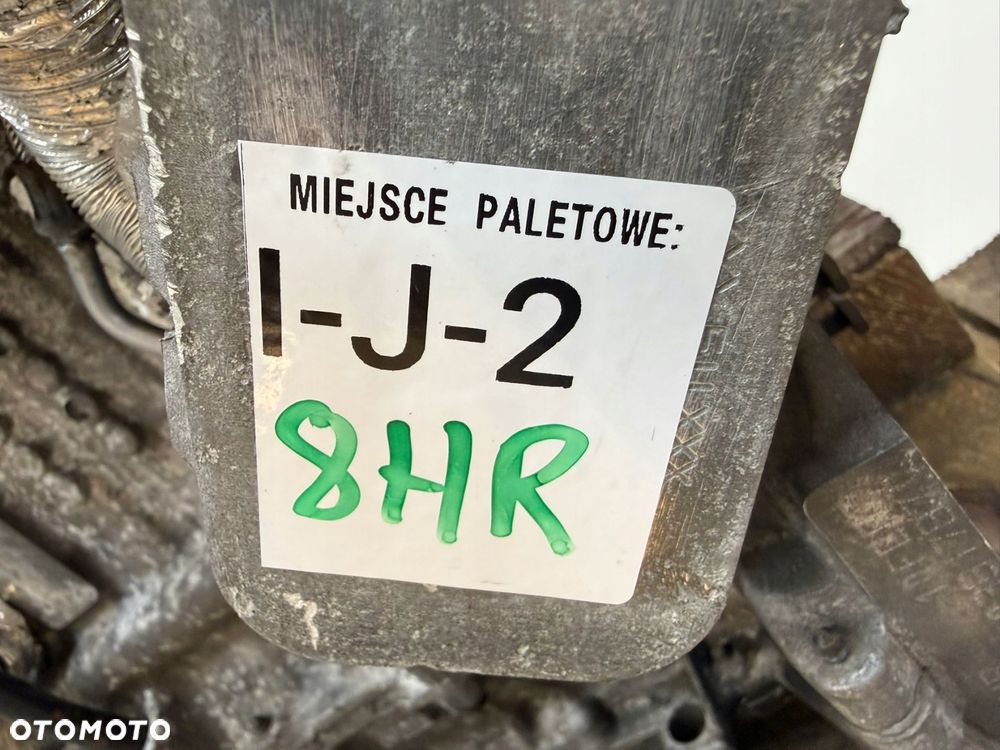 MIEJSCE PALETOWE:
I-J-2
8HR
OTOMOTO